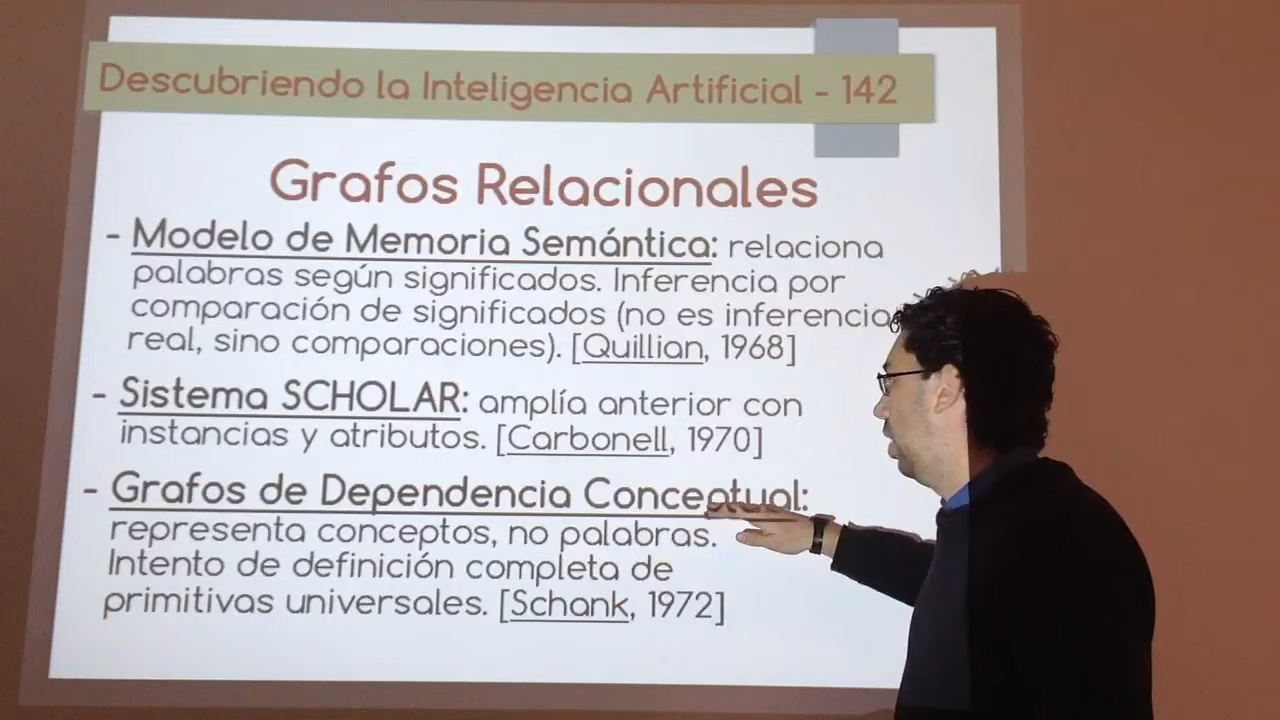 Descubriendo la Inteligencia Artificial - 142
Grafos Relacionales
- Modelo de Memoria Semántica: relaciona
palabras según significados. Inferencia por
comparación de significados (no es inferencia
real, sino comparaciones). [Quillian, 1968]
- Sistema SCHOLAR: amplía anterior con
instancias y atributos. [Carbonell, 1970]
- Grafos de Dependencia Conceptual:
representa conceptos, no palabras.
Intento de definición completa de
primitivas universales. [Schank, 1972]